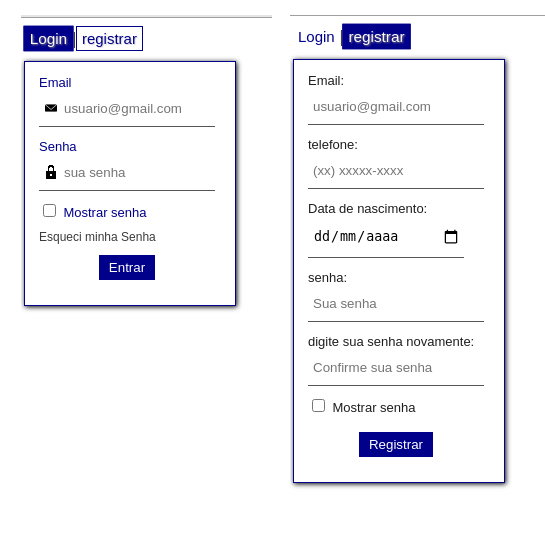 Login registrar
Email
usuario@gmail.com
Senha
sua senha
Mostrar senha
Esqueci minha Senha
Entrar
Login registrar
Email:
usuario@gmail.com
telefone:
(xx) xxxxx-xxxx
Data de nascimento:
dd/mm/aaaa
senha:
Sua senha
digite sua senha novamente:
Confirme sua senha
Mostrar senha
Registrar